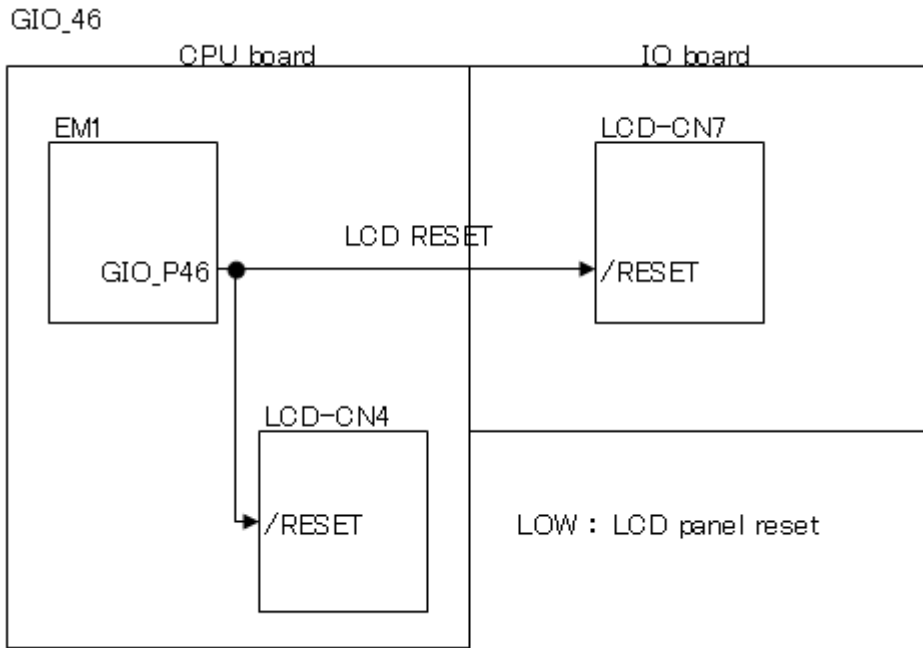 GIO_46
CPU board
IO board
EM1
LCD-CN7
LCD RESET
GIO_P46
/RESET
LCD-CN4
/RESET
LOW : LCD panel reset